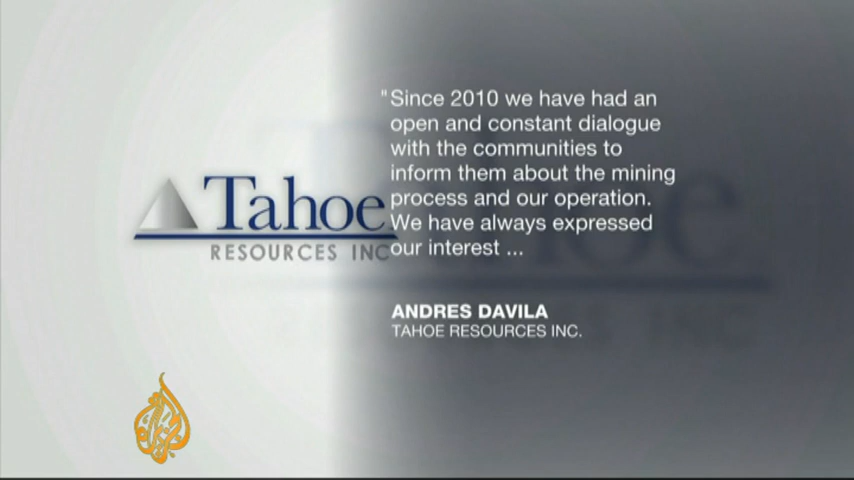 "Since 2010 we have had an
open and constant dialogue
with the communities to
inform them about the mining
process and our operation.
We have always expressed
our interest ...
ANDRES DAVILA
TAHOE RESOURCES INC.
Tahoe
RESOURCES INC